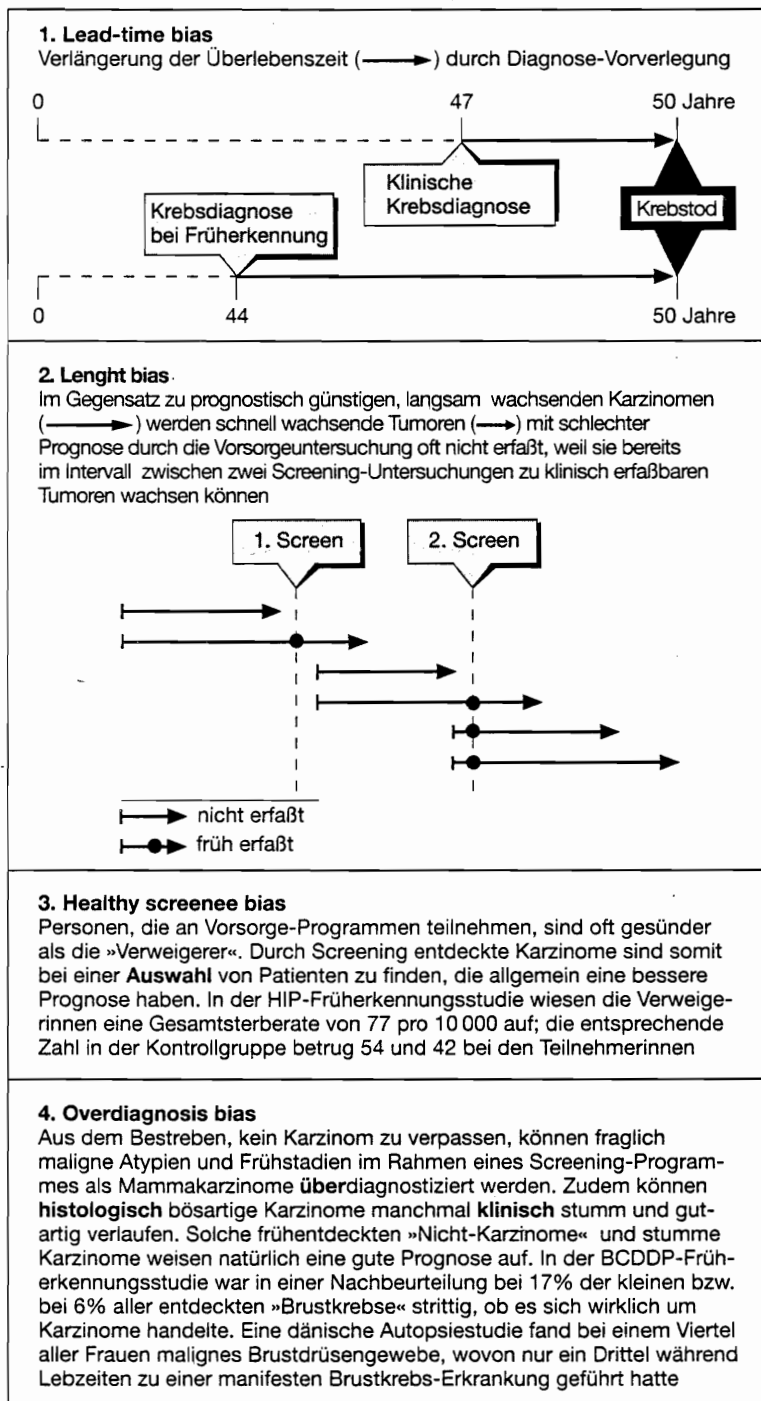 1. Lead-time bias
Verlängerung der Überlebenszeit (⟶) durch Diagnose-Vorverlegung
0 47 50 Jahre
Klinische
Krebsdiagnose
Krebstod
Krebsdiagnose
bei Früherkennung
0 44 50 Jahre
2. Lenght bias
Im Gegensatz zu prognostisch günstigen, langsam wachsenden Karzinomen
(⟶) werden schnell wachsende Tumoren (→) mit schlechter
Prognose durch die Vorsorgeuntersuchung oft nicht erfaßt, weil sie bereits
im Intervall zwischen zwei Screening-Untersuchungen zu klinisch erfaßbaren
Tumoren wachsen können
1. Screen 2. Screen
nicht erfaßt
früh erfaßt
3. Healthy screenee bias
Personen, die an Vorsorge-Programmen teilnehmen, sind oft gesünder
als die »Verweigerer«. Durch Screening entdeckte Karzinome sind somit
bei einer Auswahl von Patienten zu finden, die allgemein eine bessere
Prognose haben. In der HIP-Früherkennungsstudie wiesen die Verweige-
rinnen eine Gesamtsterberate von 77 pro 10 000 auf; die entsprechende
Zahl in der Kontrollgruppe betrug 54 und 42 bei den Teilnehmerinnen
4. Overdiagnosis bias
Aus dem Bestreben, kein Karzinom zu verpassen, können fraglich
maligne Atypien und Frühstadien im Rahmen eines Screening-Program-
mes als Mammakarzinome überdiagnostiziert werden. Zudem können
histologisch bösartige Karzinome manchmal klinisch stumm und gut-
artig verlaufen. Solche frühentdeckten »Nicht-Karzinome« und stumme
Karzinome weisen natürlich eine gute Prognose auf. In der BCDDP-Früh-
erkennungsstudie war in einer Nachbeurteilung bei 17% der kleinen bzw.
bei 6% aller entdeckten »Brustkrebse« strittig, ob es sich wirklich um
Karzinome handelte. Eine dänische Autopsiestudie fand bei einem Viertel
aller Frauen malignes Brustdrüsengewebe, wovon nur ein Drittel während
Lebzeiten zu einer manifesten Brustkrebs-Erkrankung geführt hatte